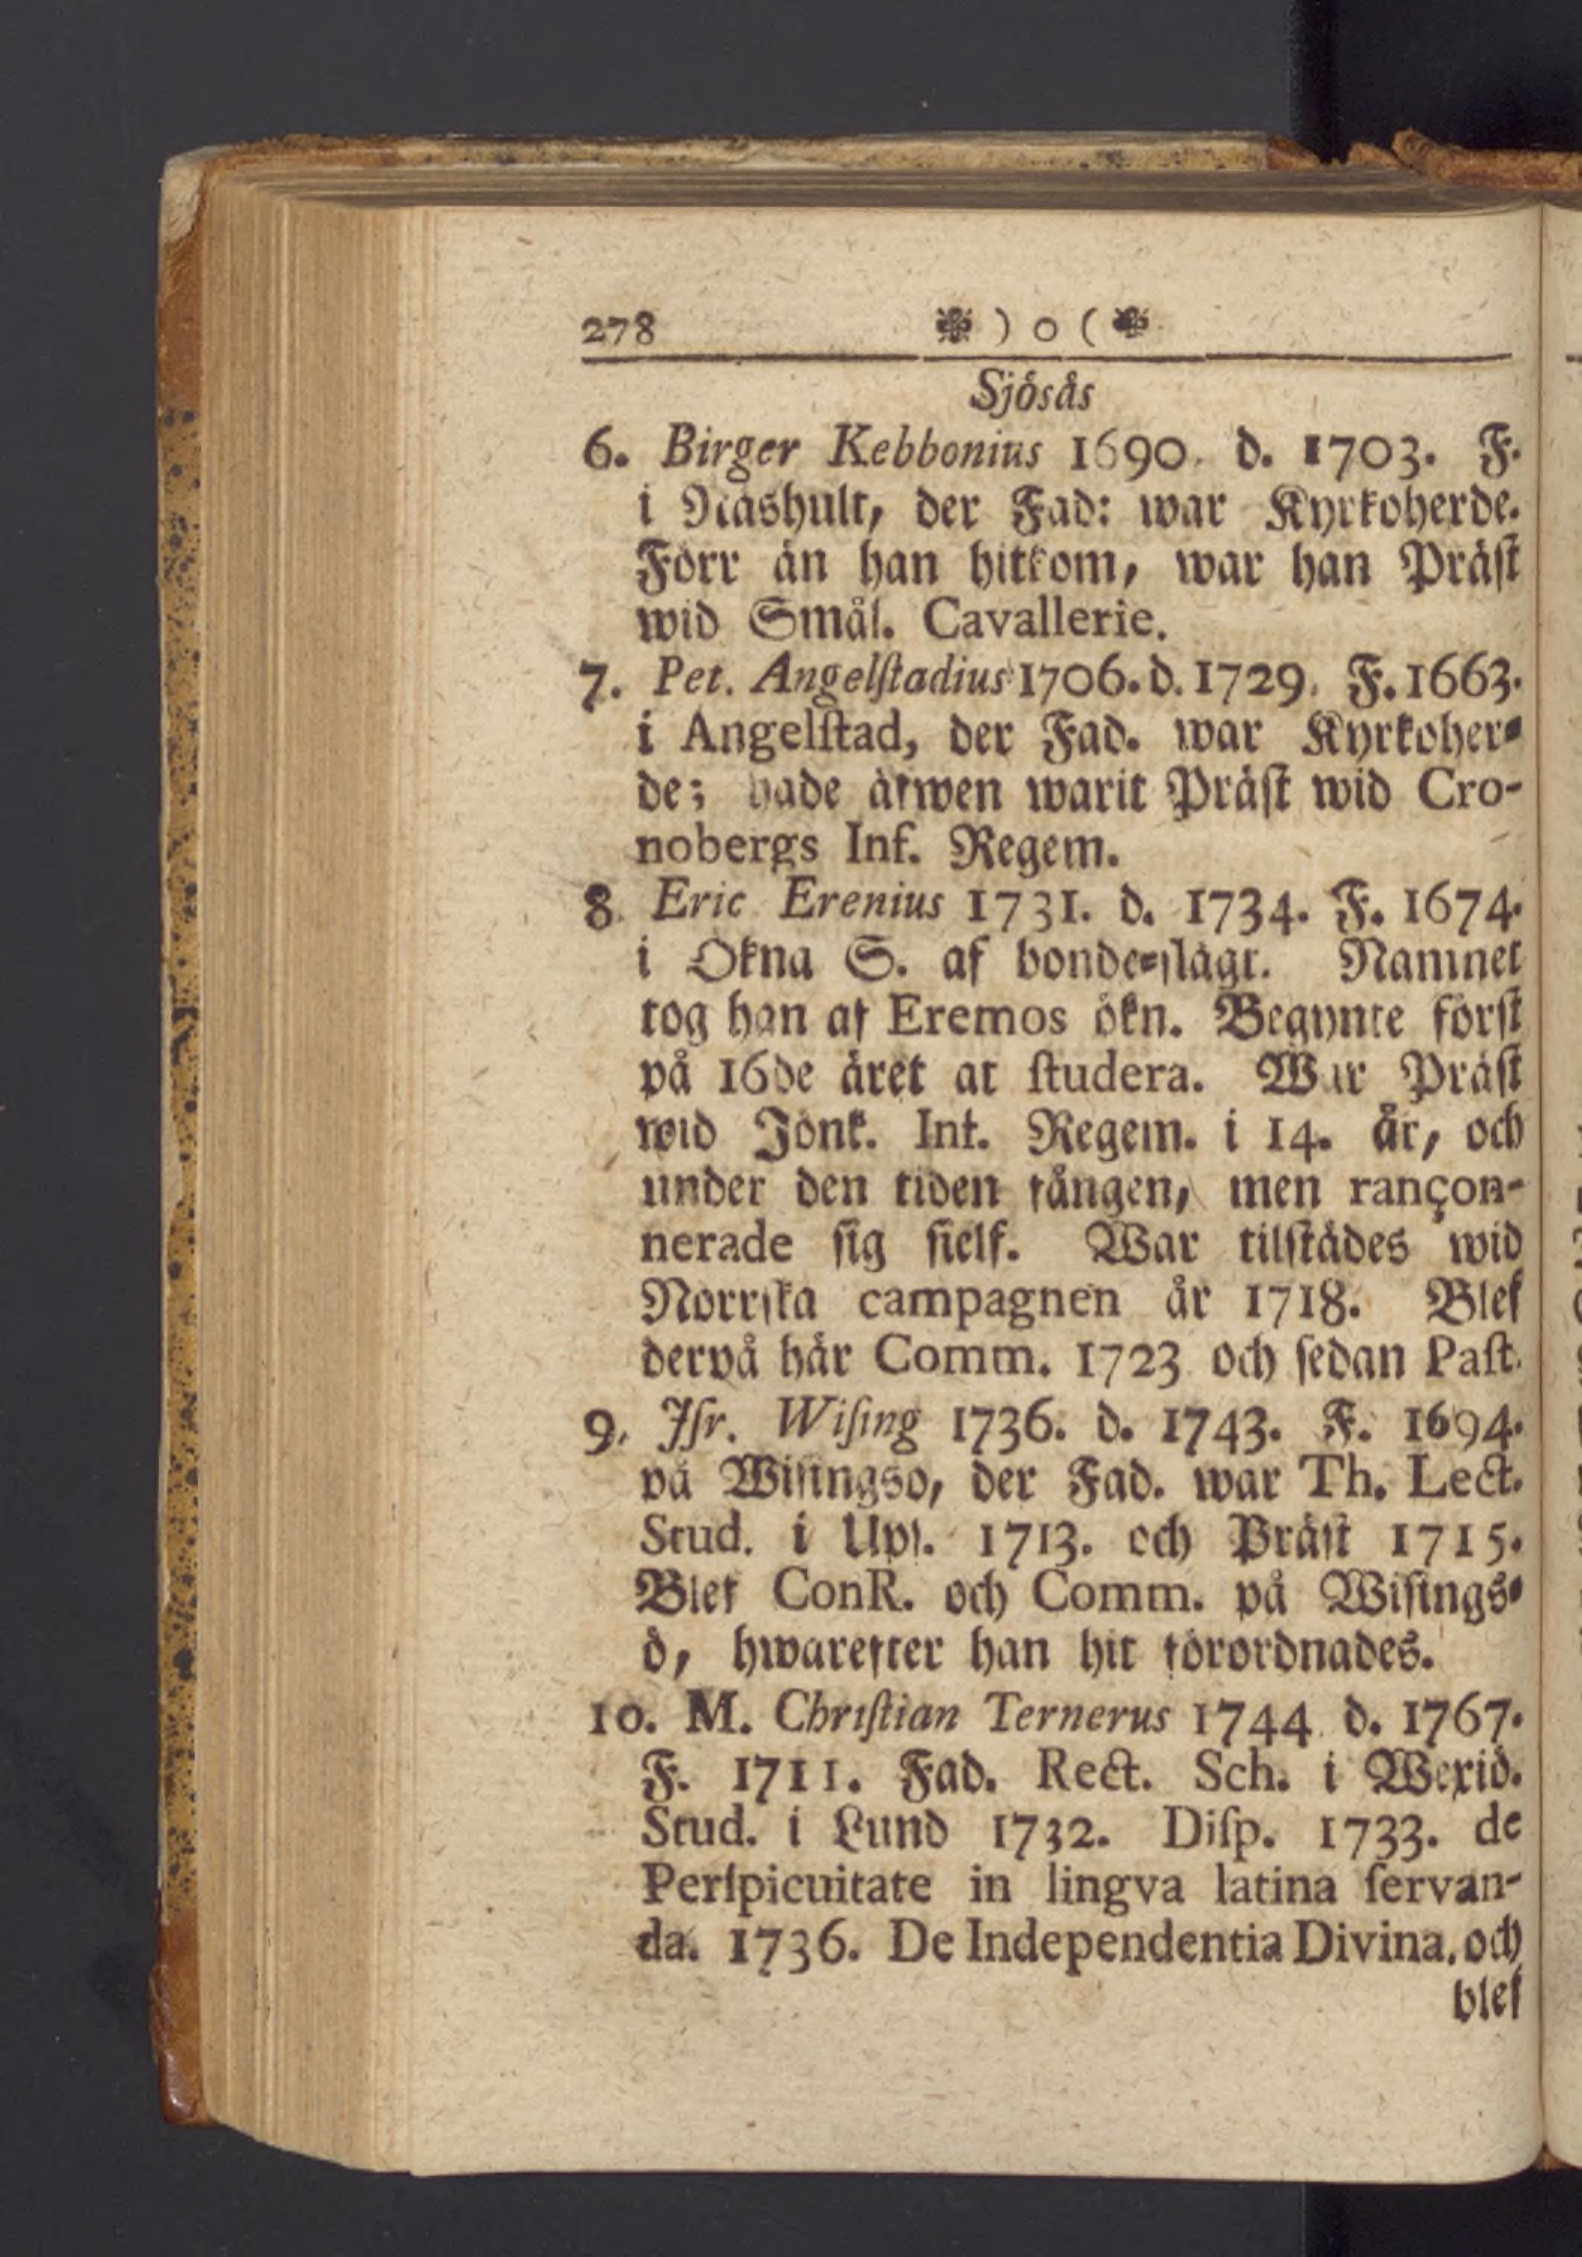 278 ) o (
Sjösås
6. Birger Kebbonius 1690. d. 1703. F.
i Näshult, der Fad: war Kyrkoherde.
Förr än han hitkom, war han Präst
wid Smål. Cavallerie.
7. Pet. Angelſtadius 1706. d. 1729. F. 1663.
i Angelſtad, der Fad. war Kyrkoher-
de; hade äfwen warit Präſt wid Cro-
nobergs Inf. Regem.
8. Eric Erenius 1731. d. 1734. F. 1674.
i Ökna S. af bonde-ſlägt. Namnet
tog han af Eremos ökn. Begynte förſt
på 16de året at ſtudera. War Präſt
wid Jönk. Inf. Regem. i 14. år, och
under den tiden fången, men rançon-
nerade ſig ſielf. War tilſtädes wid
Norrſka campagnen år 1718. Blef
derpå här Comm. 1723 och ſedan Paſt.
9. Jſr. Wiſing 1736. d. 1743. F. 1694.
på Wiſingsö, der Fad. war Th. Lect.
Stud. i Upſ. 1713. och Präſt 1715.
Blef ConR. och Comm. på Wiſings-
ö, hwarefter han hit förordnades.
10. M. Chriſtian Ternerus 1744 d. 1767.
F. 1711. Fad. Rect. Sch. i Wexiö.
Stud. i Lund 1732. Diſp. 1733. de
Perſpicuitate in lingva latina ſervan-
da. 1736. De Independentia Divina, och
blef